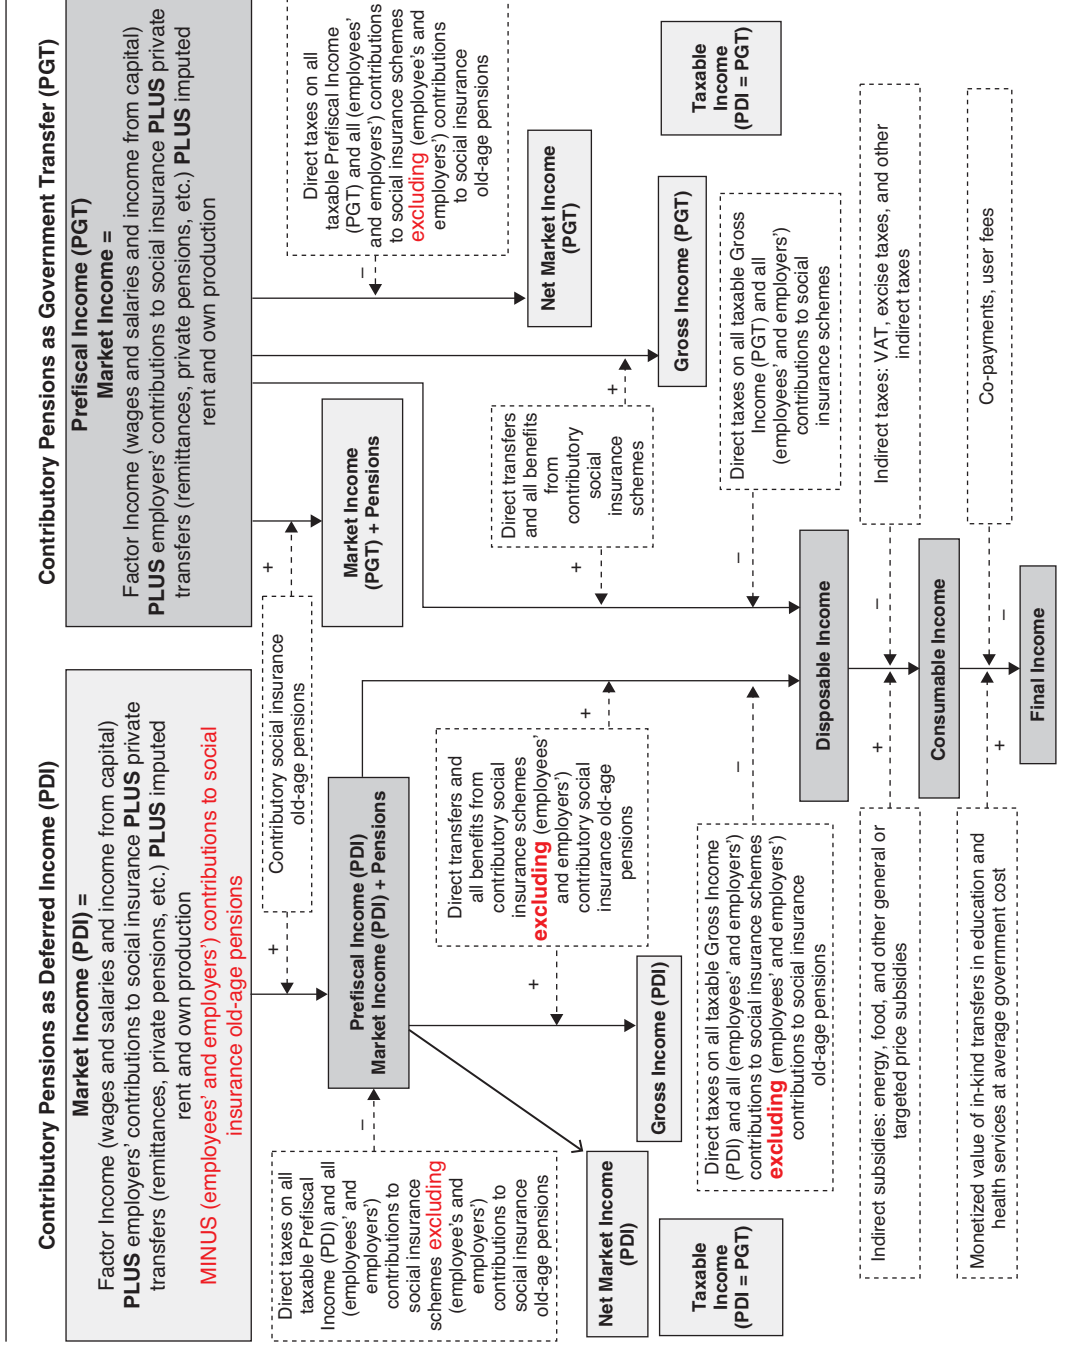 Contributory Pensions as Deferred Income (PDI)
Market Income (PDI) =
Factor Income (wages and salaries and income from capital)
PLUS employers' contributions to social insurance PLUS private
transfers (remittances, private pensions, etc.) PLUS imputed
rent and own production
MINUS (employees' and employers') contributions to social
insurance old-age pensions
Contributory Pensions as Government Transfer (PGT)
Prefiscal Income (PGT)
Market Income =
Factor Income (wages and salaries and income from capital)
PLUS employers' contributions to social insurance PLUS private
transfers (remittances, private pensions, etc.) PLUS imputed
rent and own production
+
Contributory social insurance
old-age pensions
+
Direct taxes on all
taxable Prefiscal
Income (PDI) and all
(employees' and
employers')
contributions to
social insurance
schemes excluding
(employee's and
employers')
contributions to
social insurance
old-age pensions
–
Prefiscal Income (PDI)
Market Income (PDI) + Pensions
Market Income
(PGT) + Pensions
Direct taxes on all
taxable Prefiscal Income
(PGT) and all (employees'
and employers') contributions
to social insurance schemes
excluding (employee's and
employers') contributions
to social insurance
old-age pensions
–
Direct transfers and
all benefits from
contributory social
insurance schemes
excluding (employees'
and employers')
contributory social
insurance old-age
pensions
+
+
Direct transfers
and all benefits
from
contributory
social
insurance
schemes
+
+
Net Market Income
(PGT)
Net Market Income
(PDI)
Gross Income (PDI)
Gross Income (PGT)
Taxable
Income
(PDI = PGT)
Taxable
Income
(PDI = PGT)
Direct taxes on all taxable Gross Income
(PDI) and all (employees' and employers')
contributions to social insurance schemes
excluding (employees' and employers')
contributions to social insurance
old-age pensions
–
–
Direct taxes on all taxable Gross
Income (PGT) and all
(employees' and employers')
contributions to social
insurance schemes
Disposable Income
Indirect subsidies: energy, food, and other general or
targeted price subsidies
+
–
Indirect taxes: VAT, excise taxes, and other
indirect taxes
Consumable Income
Monetized value of in-kind transfers in education and
health services at average government cost
+
–
Co-payments, user fees
Final Income